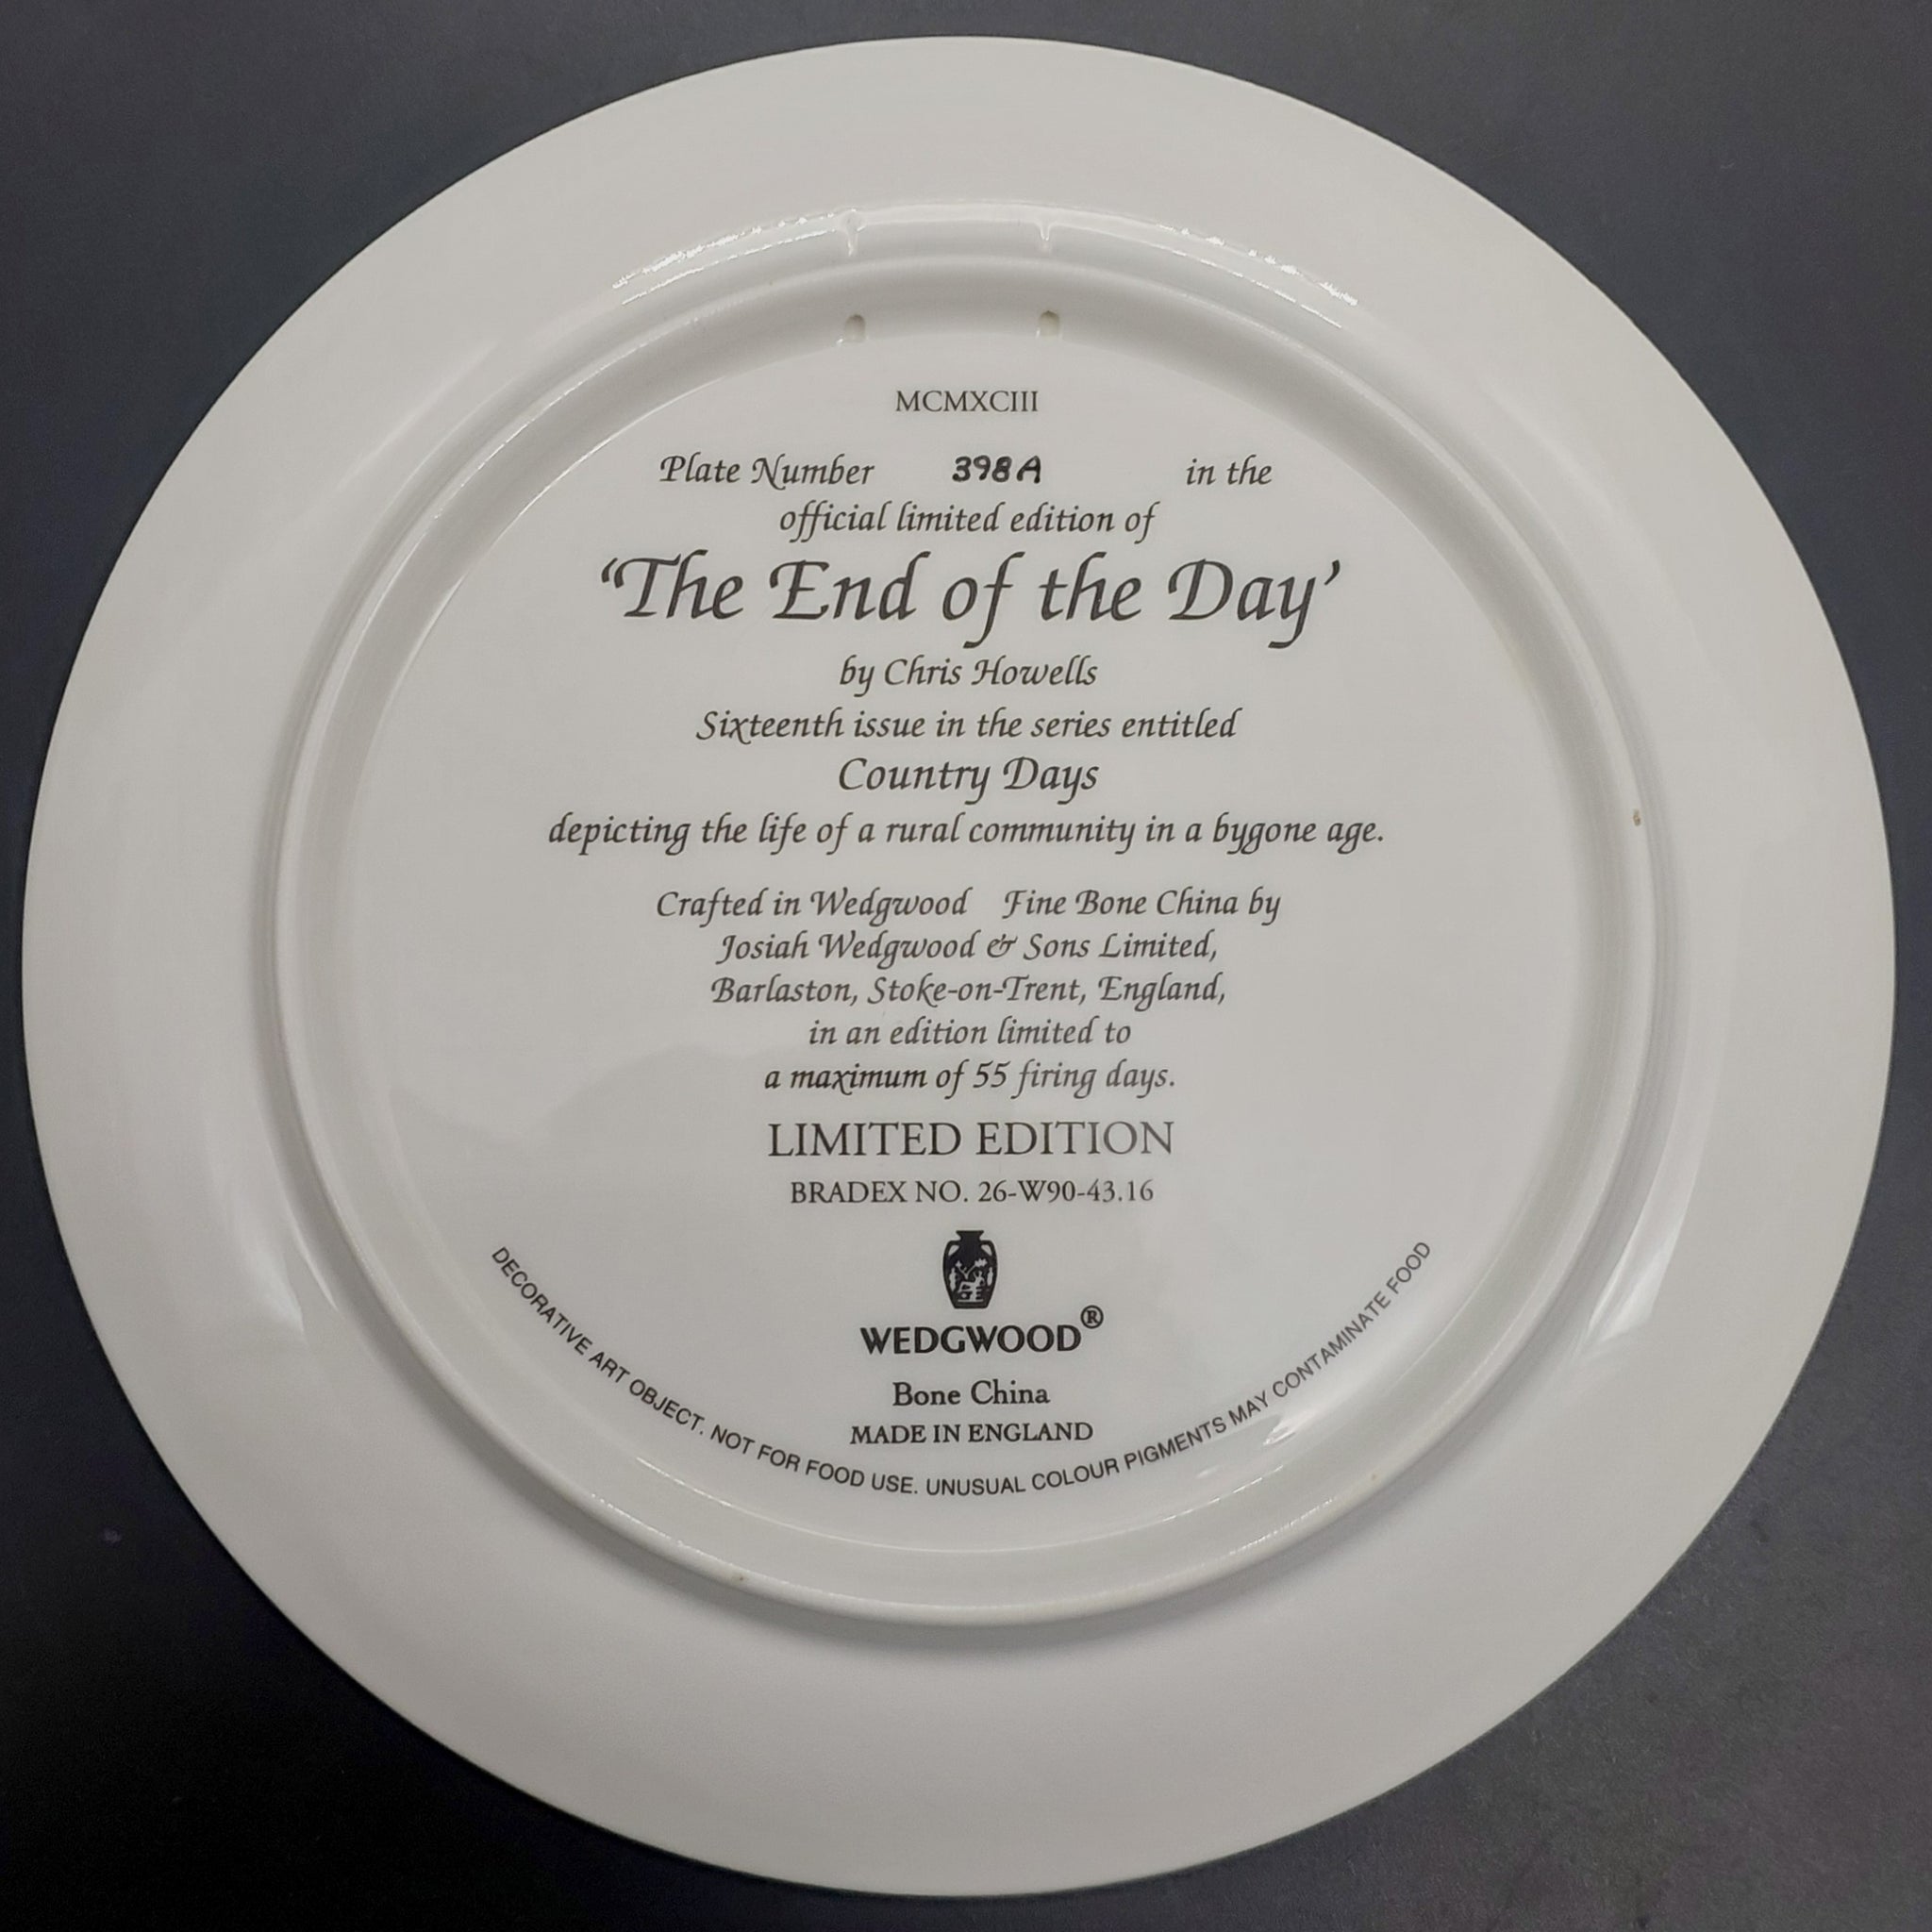 MCMXCIII
Plate Number 398A in the
official limited edition of
‘The End of the Day’
by Chris Howells
Sixteenth issue in the series entitled
Country Days
depicting the life of a rural community in a bygone age.
Crafted in Wedgwood Fine Bone China by
Josiah Wedgwood & Sons Limited,
Barlaston, Stoke-on-Trent, England,
in an edition limited to
a maximum of 55 firing days.
LIMITED EDITION
BRADEX NO. 26-W90-43.16
WEDGWOOD®
Bone China
MADE IN ENGLAND
DECORATIVE ART OBJECT. NOT FOR FOOD USE. UNUSUAL COLOUR PIGMENTS MAY CONTAMINATE FOOD